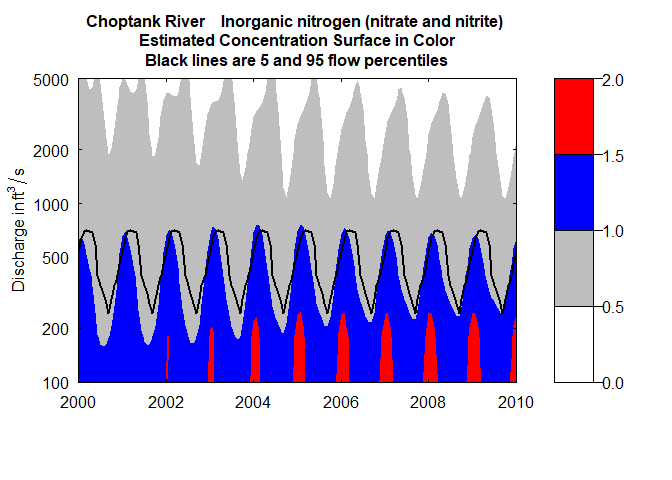 Choptank River Inorganic nitrogen (nitrate and nitrite)
Estimated Concentration Surface in Color
Black lines are 5 and 95 flow percentiles
Discharge in ft³/s
5000
2000
1000
500
200
100
2000 2002 2004 2006 2008 2010
2.0
1.5
1.0
0.5
0.0